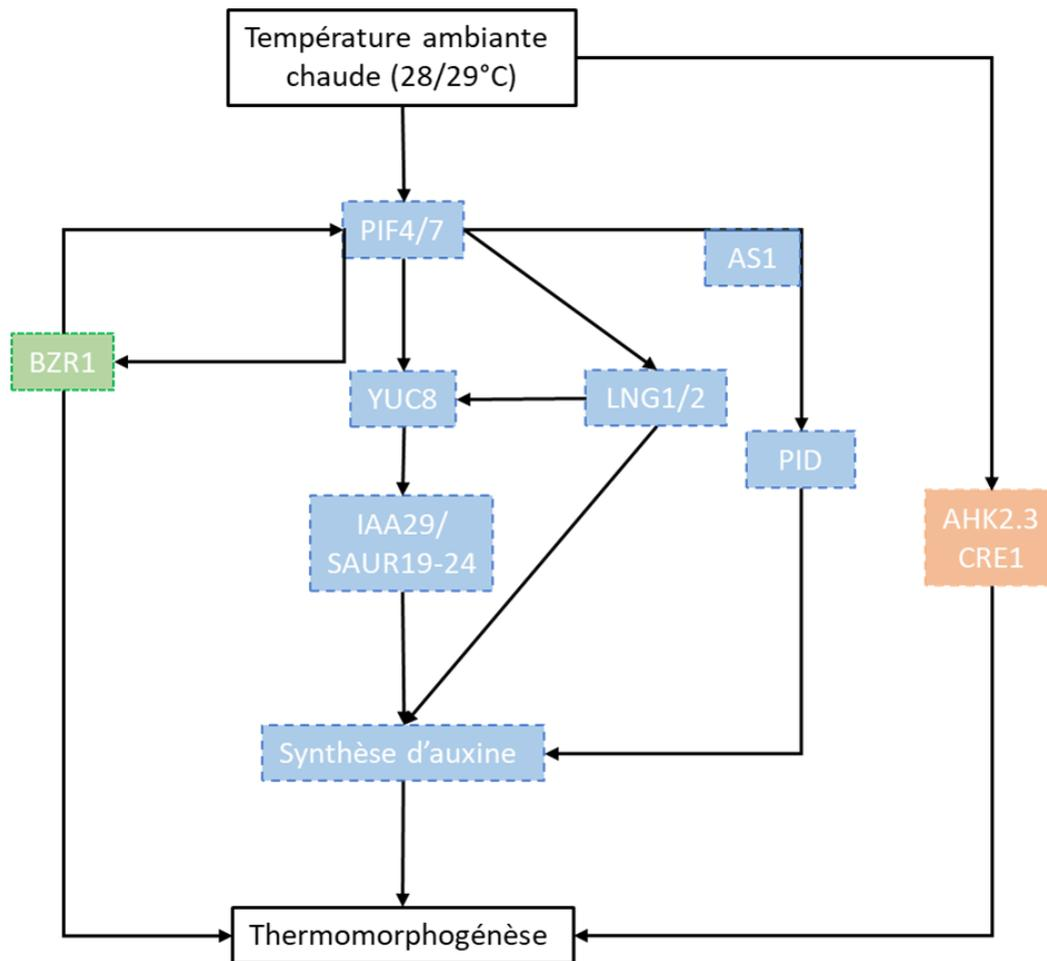 Température ambiante
chaude (28/29°C)
PIF4/7
AS1
BZR1
YUC8
LNG1/2
PID
IAA29/
SAUR19-24
AHK2.3
CRE1
Synthèse d'auxine
Thermomorphogénèse